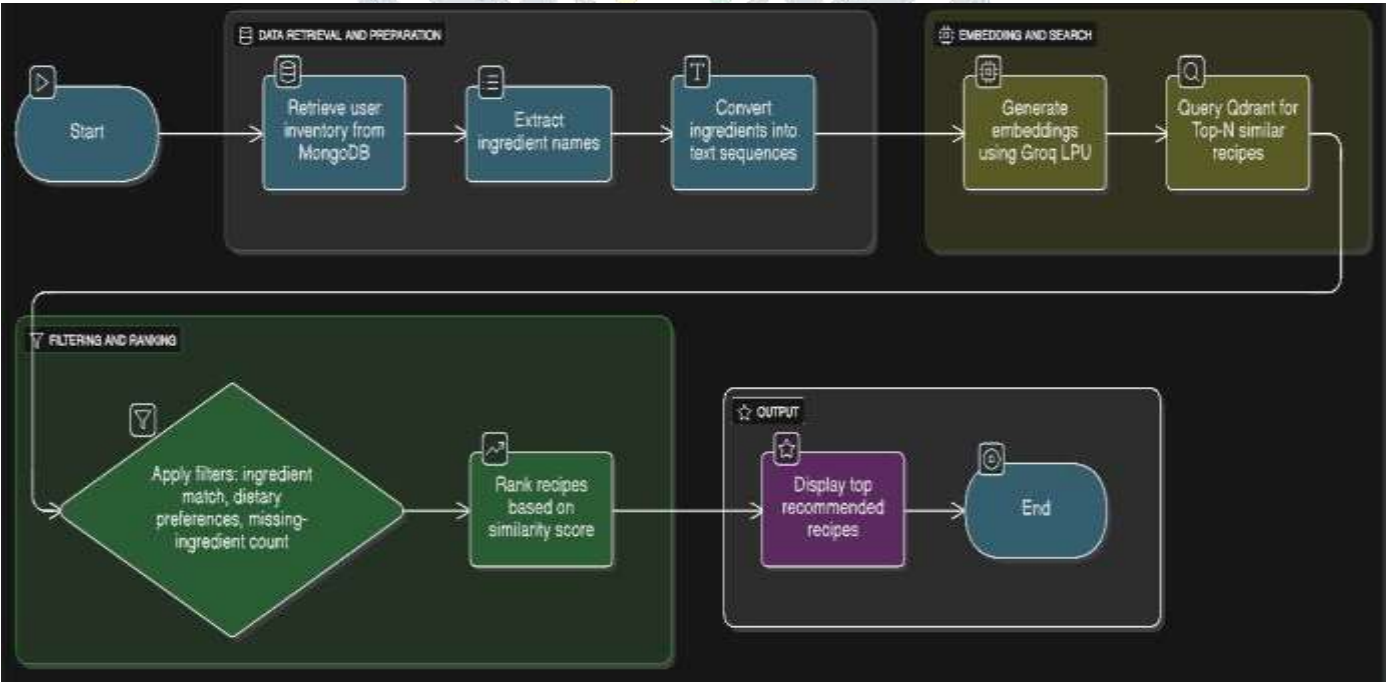 DATA RETRIEVAL AND PREPARATION
EMBEDDING AND SEARCH
Start
Retrieve user
inventory from
MongoDB
Extract
ingredient names
Convert
ingredients into
text sequences
Generate
embeddings
using Groq LPU
Query Qdrant for
Top-N similar
recipes
FILTERING AND RANKING
Apply filters: ingredient
match, dietary
preferences, missing-
ingredient count
Rank recipes
based on
similarity score
OUTPUT
Display top
recommended
recipes
End